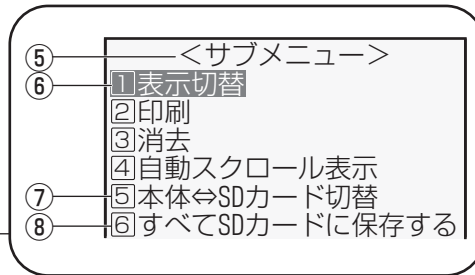 ⑤ <サブメニュー>
⑥ 1表示切替
2印刷
3消去
4自動スクロール表示
⑦ 5本体⇔SDカード切替
⑧ 6すべてSDカードに保存する